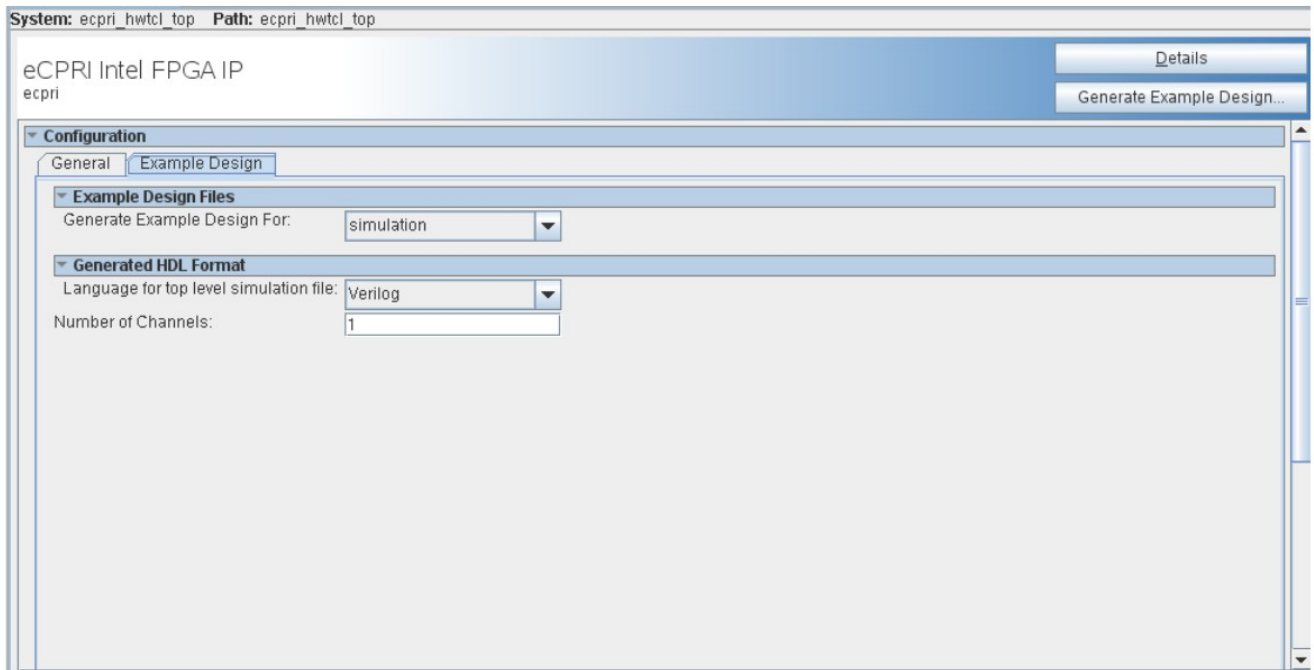 System: ecpri_hwtcl_top Path: ecpri_hwtcl_top
eCPRI Intel FPGA IP
ecpri
Details
Generate Example Design...
Configuration
General Example Design
Example Design Files
Generate Example Design For: simulation
Generated HDL Format
Language for top level simulation file: Verilog
Number of Channels: 1